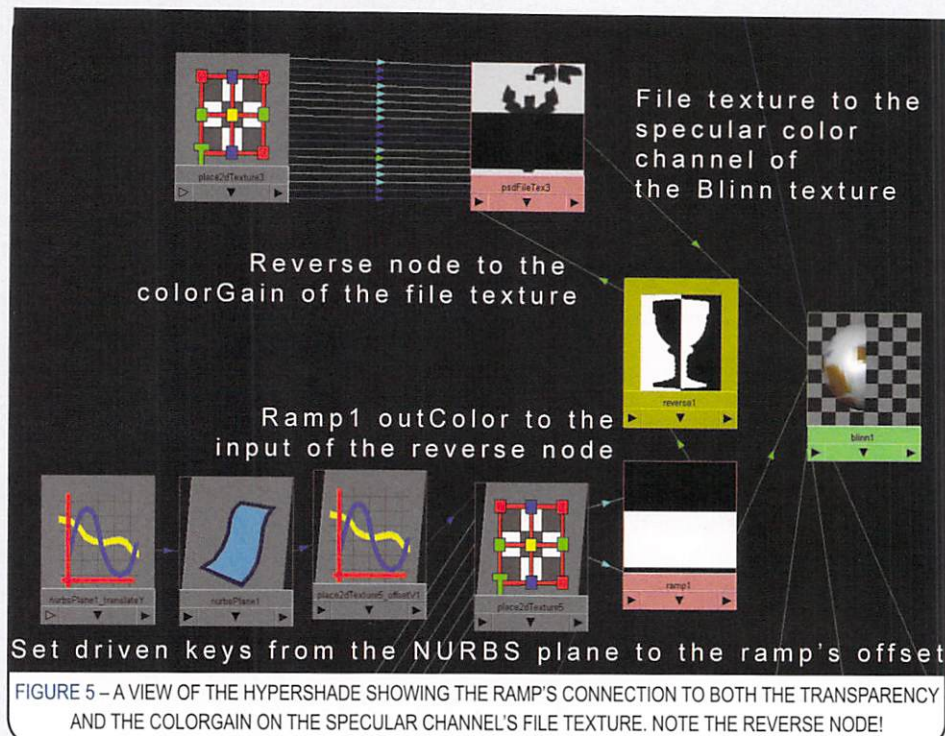 place2dTexture3
psdFileTex3
File texture to the
specular color
channel of
the Blinn texture
Reverse node to the
colorGain of the file texture
reverse1
blinn1
Ramp1 outColor to the
input of the reverse node
nurbsPlane1_translateY
nurbsPlane1
place2dTexture5_offsetV1
place2dTexture5
ramp1
Set driven keys from the NURBS plane to the ramp's offset
FIGURE 5 – A VIEW OF THE HYPERSHADE SHOWING THE RAMP'S CONNECTION TO BOTH THE TRANSPARENCY
AND THE COLORGAIN ON THE SPECULAR CHANNEL'S FILE TEXTURE. NOTE THE REVERSE NODE!